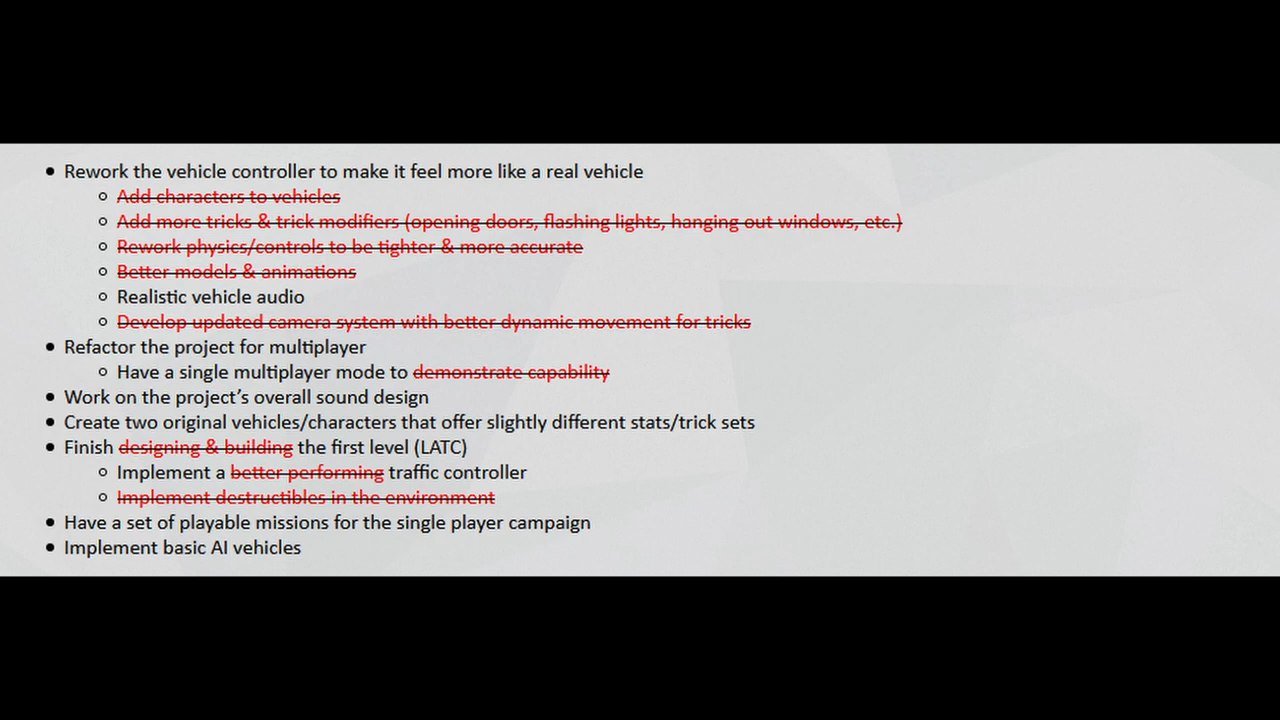 Rework the vehicle controller to make it feel more like a real vehicle
Add characters to vehicles
Add more tricks & trick modifiers (opening doors, flashing lights, hanging out windows, etc.)
Rework physics/controls to be tighter & more accurate
Better models & animations
Realistic vehicle audio
Develop updated camera system with better dynamic movement for tricks
Refactor the project for multiplayer
Have a single multiplayer mode to demonstrate capability
Work on the project’s overall sound design
Create two original vehicles/characters that offer slightly different stats/trick sets
Finish designing & building the first level (LATC)
Implement a better performing traffic controller
Implement destructibles in the environment
Have a set of playable missions for the single player campaign
Implement basic AI vehicles